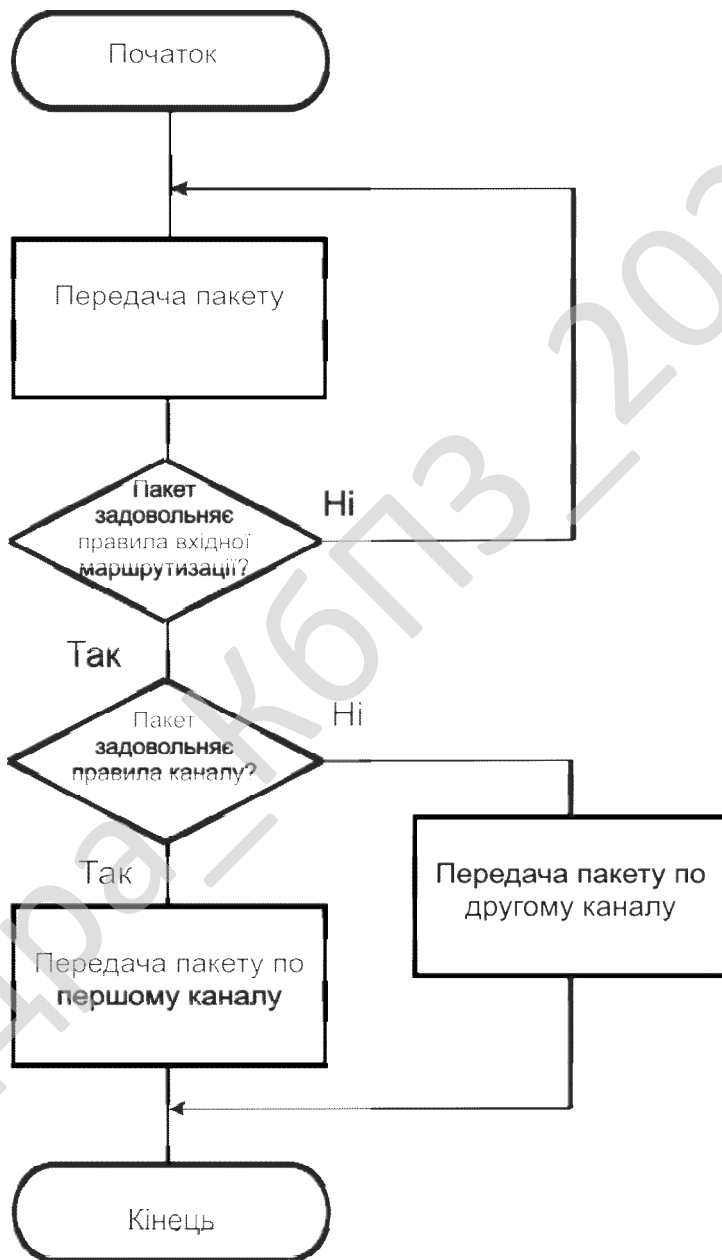 Початок
Передача пакету
Пакет
задовольняє
правила вхідної
маршрутизації?
Ні
Так
Пакет
задовольняє
правила каналу?
Ні
Так
Передача пакету по
другому каналу
Передача пакету по
першому каналу
Кінець